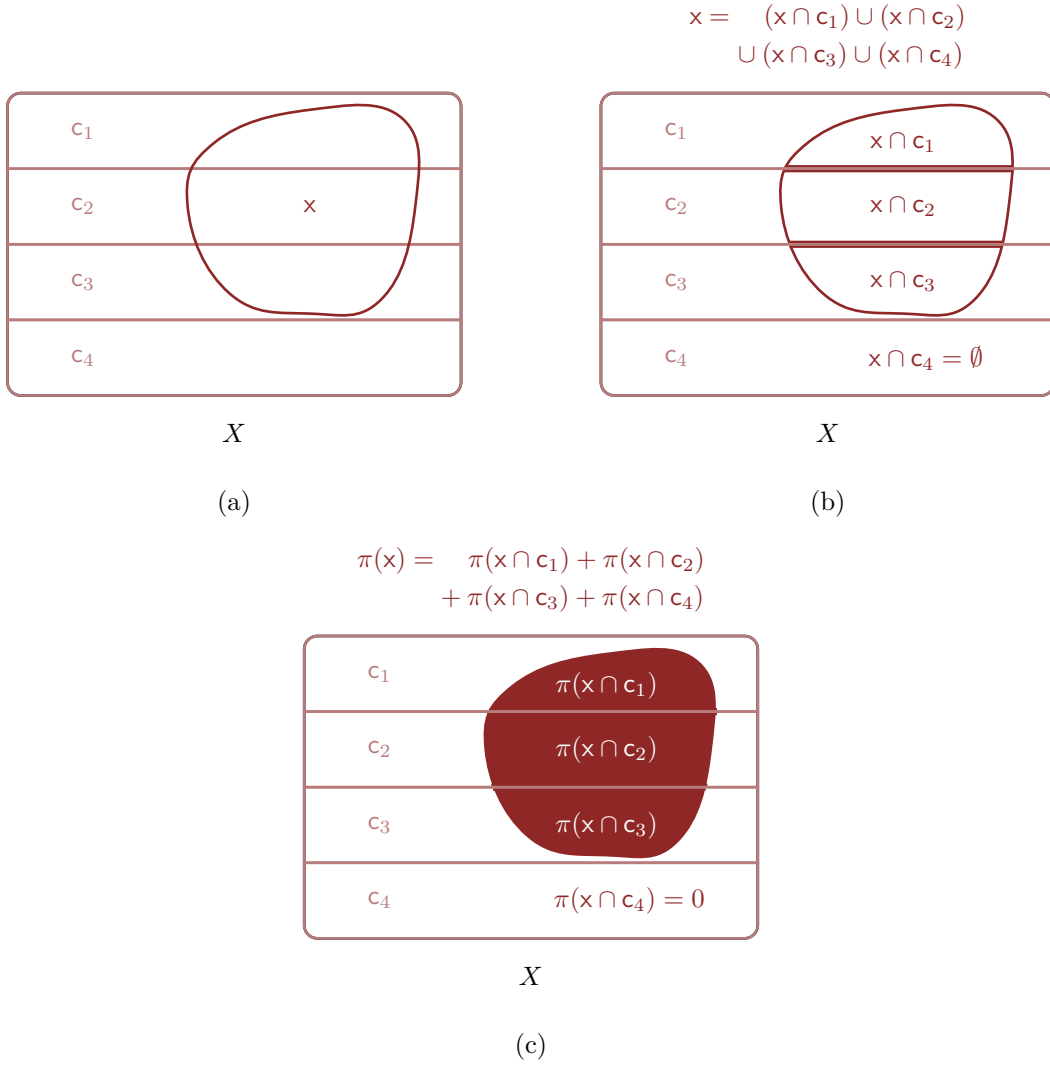 x = (x ∩ c₁) ∪ (x ∩ c₂)
∪ (x ∩ c₃) ∪ (x ∩ c₄)
c₁
c₂
x
c₃
c₄
X
(a)
c₁
x ∩ c₁
c₂
x ∩ c₂
c₃
x ∩ c₃
c₄
x ∩ c₄ = ∅
X
(b)
π(x) = π(x ∩ c₁) + π(x ∩ c₂)
+ π(x ∩ c₃) + π(x ∩ c₄)
c₁
π(x ∩ c₁)
c₂
π(x ∩ c₂)
c₃
π(x ∩ c₃)
c₄
π(x ∩ c₄) = 0
X
(c)